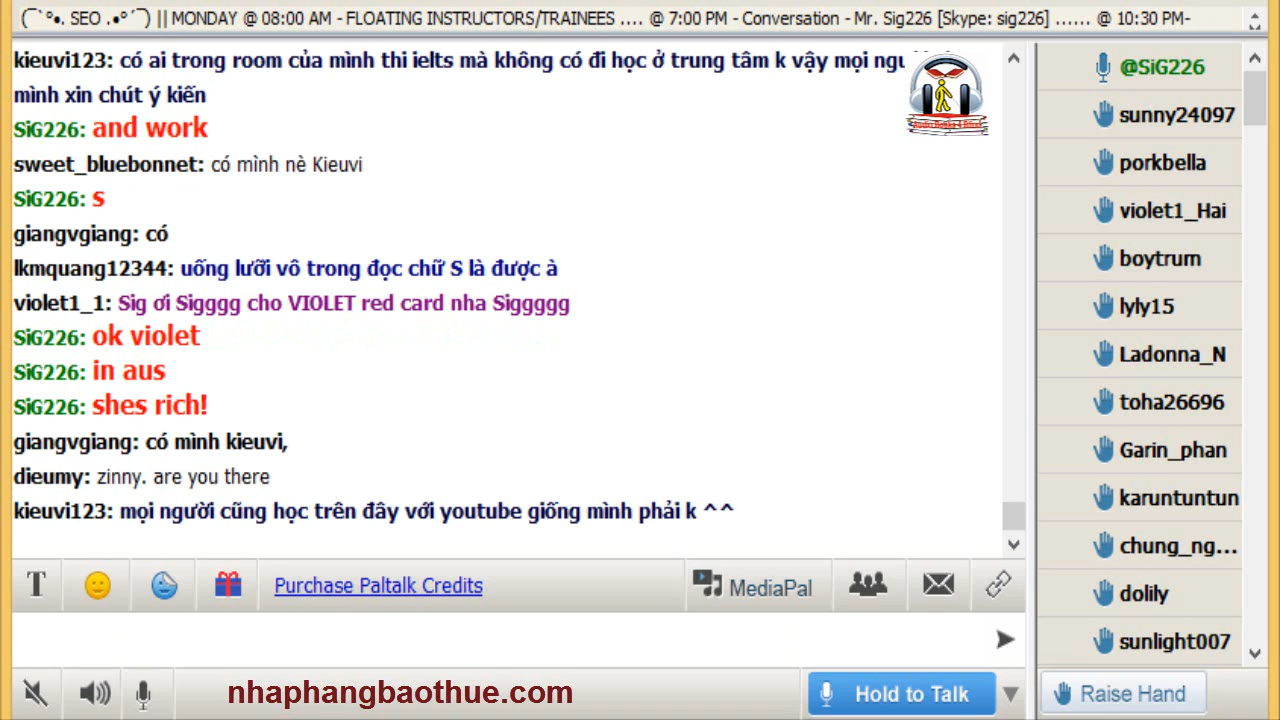 (¯`°•. SEO .•°´¯) || MONDAY @ 08:00 AM - FLOATING INSTRUCTORS/TRAINEES .... @ 7:00 PM - Conversation - Mr. Sig226 [Skype: sig226] ...... @ 10:30 PM-
kieuvi123: có ai trong room của mình thi ielts mà không có đi học ở trung tâm k vậy mọi
mình xin chút ý kiến
SiG226: and work
sweet_bluebonnet: có mình nè Kieuvi
SiG226: s
giangvgiang: có
lkmquang12344: uống lưỡi vô trong đọc chữ S là được à
violet1_1: Sig ơi Sigggg cho VIOLET red card nha Siggggg
SiG226: ok violet
SiG226: in aus
SiG226: shes rich!
giangvgiang: có mình kieuvi,
dieumy: zinny. are you there
kieuvi123: mọi người cũng học trên đây với youtube giống mình phải k ^^
T
Purchase Paltalk Credits
MediaPal
nhaphangbaothue.com
Hold to Talk
@SiG226
sunny24097
porkbella
violet1_Hai
boytrum
lyly15
Ladonna_N
toha26696
Garin_phan
karuntuntun
chung_ng...
dolily
sunlight007
Raise Hand